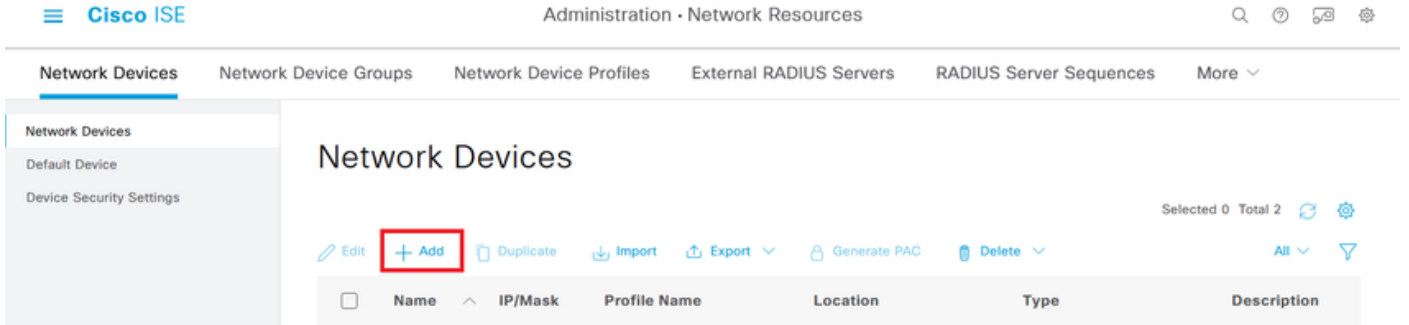 Cisco ISE Administration · Network Resources
Network Devices Network Device Groups Network Device Profiles External RADIUS Servers RADIUS Server Sequences More
Network Devices
Default Device
Device Security Settings
Network Devices
Selected 0 Total 2
Edit Add Duplicate Import Export Generate PAC Delete All
Name IP/Mask Profile Name Location Type Description